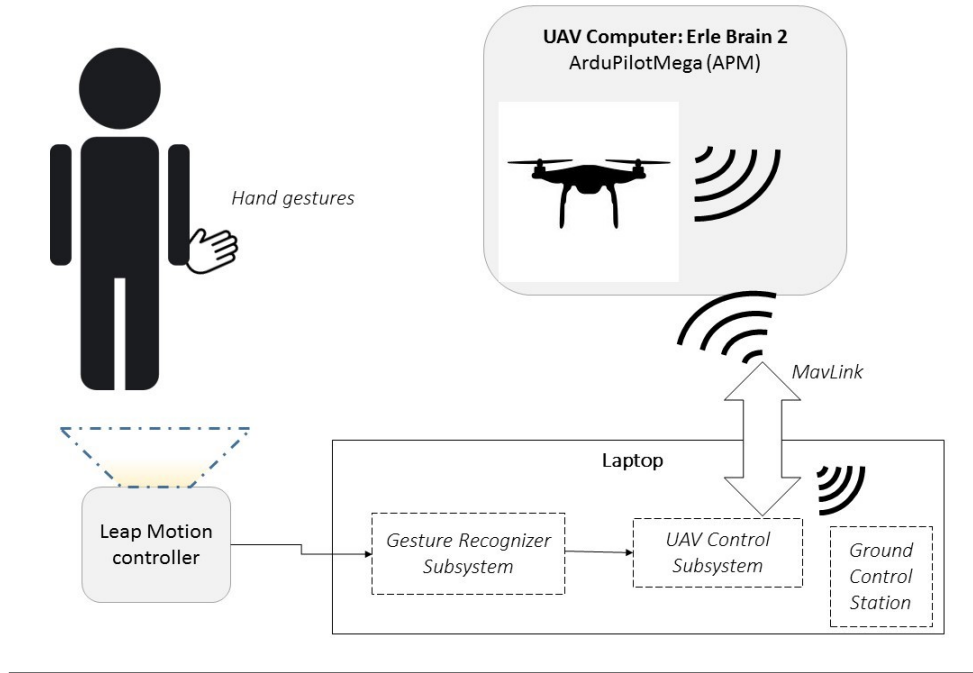 UAV Computer: Erle Brain 2
ArduPilotMega (APM)
Hand gestures
MavLink
Laptop
Leap Motion
controller
Gesture Recognizer
Subsystem
UAV Control
Subsystem
Ground
Control
Station